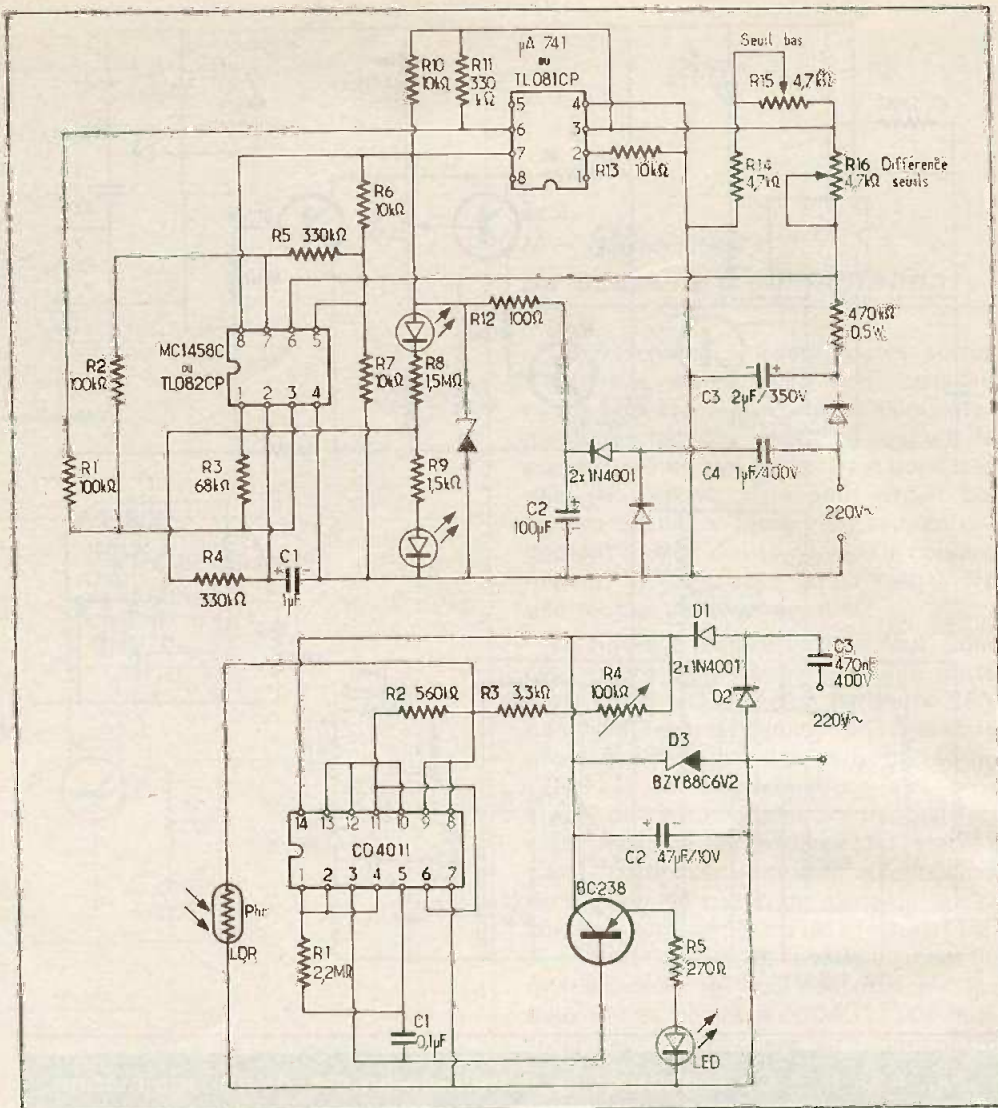 µA 741
ou
TL081CP
R10
10kΩ
R11
330
kΩ
5
6
7
8
4
3
2
1
R13 10kΩ
Seuil bas
R15 4,7kΩ
R14
4,7kΩ
R16 Différence
4,7kΩ seuils
R6
10kΩ
R5 330kΩ
R12 100Ω
470kΩ
0,5W
8 7 6 5
MC1458C
ou
TL082CP
1 2 3 4
R2
100kΩ
R7
10kΩ
R8
1,5MΩ
C3 2µF/350V
R1
100kΩ
R3
68kΩ
R9
1,5kΩ
2x1N4001
C4 1µF/400V
C2
100µF
220V~
R4
330kΩ
C1
1µF
D1
2x1N4001
C3
470nF
400V
R2 560kΩ
R3 3,3kΩ
R4
100kΩ
D2
220V~
D3
BZY88C6V2
14 13 12 11 10 9 8
CD4011
1 2 3 4 5 6 7
C2 47µF/10V
BC238
Phr
LDR
R1
2,2MΩ
R5
270Ω
C1
0,1µF
LED